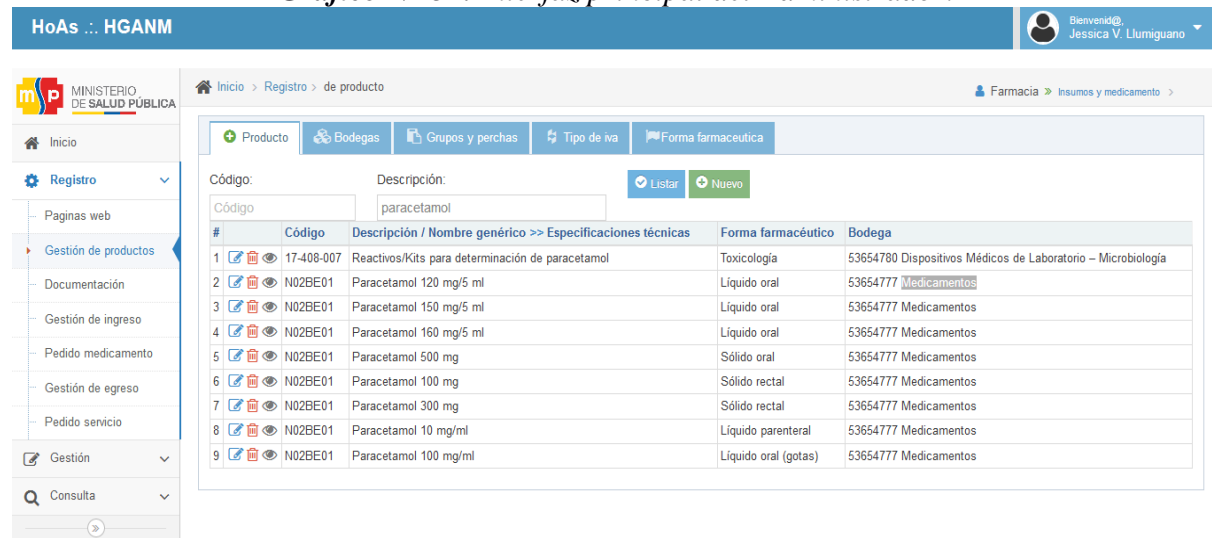 HoAs .:. HGANM
Bienvenid@,
Jessica V. Llumiguano
msp
MINISTERIO
DE SALUD PÚBLICA
Inicio > Registro > de producto
Farmacia » Insumos y medicamento >
Inicio
Registro
Paginas web
Gestión de productos
Documentación
Gestión de ingreso
Pedido medicamento
Gestión de egreso
Pedido servicio
Gestión
Consulta
Producto Bodegas Grupos y perchas Tipo de iva Forma farmaceutica
Código: Descripción:
Listar Nuevo
Código paracetamol
# Código Descripción / Nombre genérico >> Especificaciones técnicas Forma farmacéutico Bodega
1 17-408-007 Reactivos/Kits para determinación de paracetamol Toxicología 53654780 Dispositivos Médicos de Laboratorio – Microbiología
2 N02BE01 Paracetamol 120 mg/5 ml Líquido oral 53654777 Medicamentos
3 N02BE01 Paracetamol 150 mg/5 ml Líquido oral 53654777 Medicamentos
4 N02BE01 Paracetamol 160 mg/5 ml Líquido oral 53654777 Medicamentos
5 N02BE01 Paracetamol 500 mg Sólido oral 53654777 Medicamentos
6 N02BE01 Paracetamol 100 mg Sólido rectal 53654777 Medicamentos
7 N02BE01 Paracetamol 300 mg Sólido rectal 53654777 Medicamentos
8 N02BE01 Paracetamol 10 mg/ml Líquido parenteral 53654777 Medicamentos
9 N02BE01 Paracetamol 100 mg/ml Líquido oral (gotas) 53654777 Medicamentos